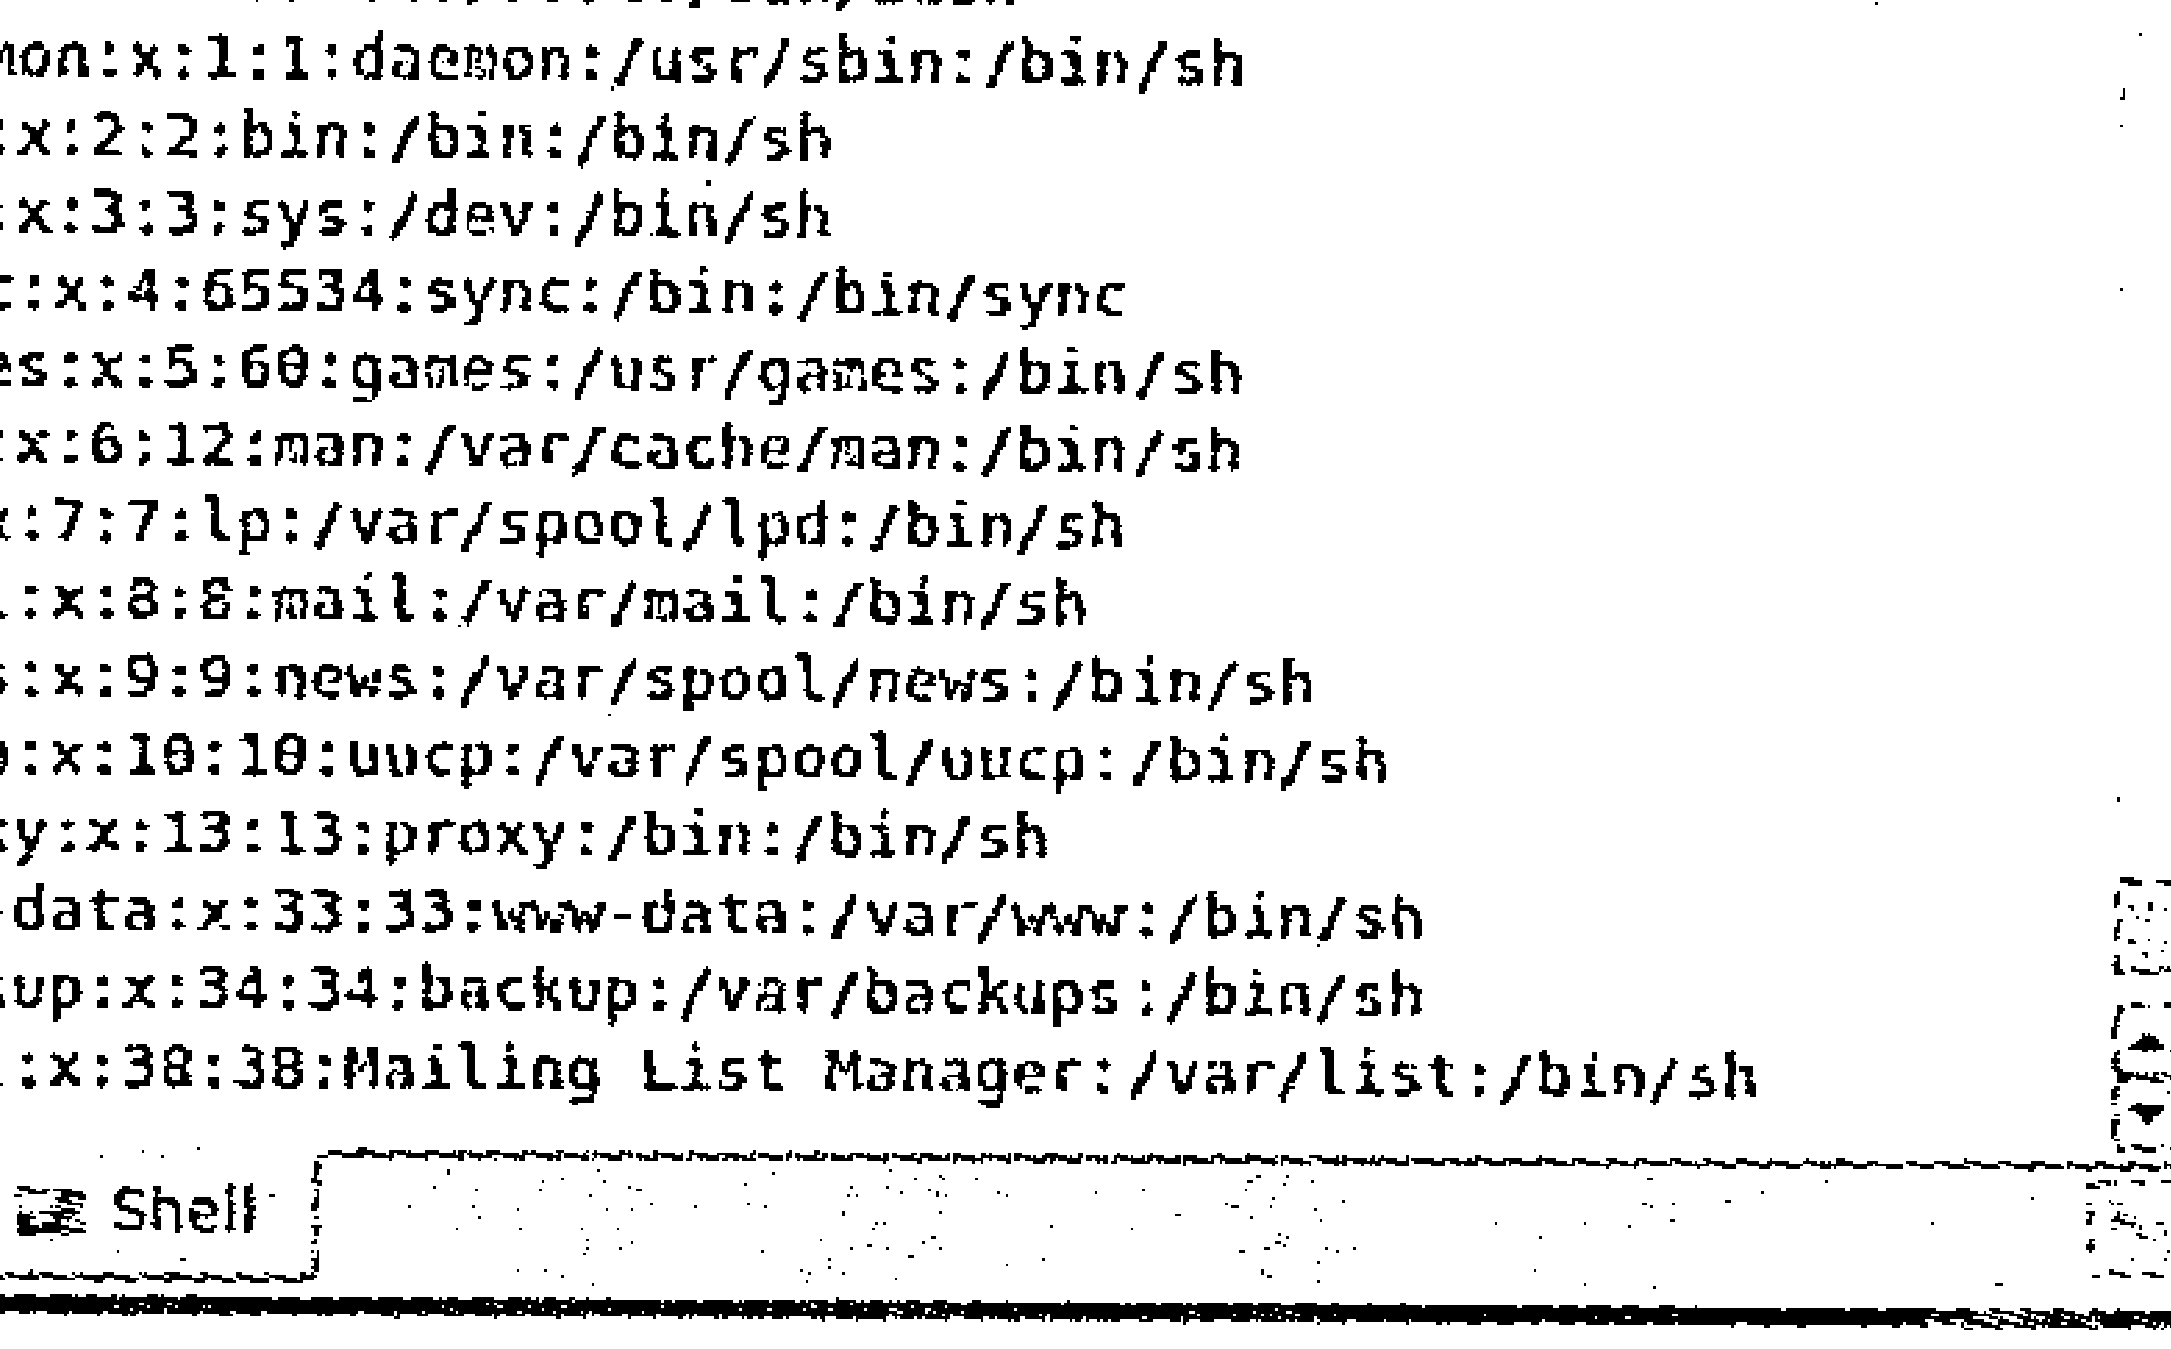 mon:x:1:1:daemon:/usr/sbin:/bin/sh
:x:2:2:bin:/bin:/bin/sh
:x:3:3:sys:/dev:/bin/sh
c:x:4:65534:sync:/bin:/bin/sync
es:x:5:60:games:/usr/games:/bin/sh
:x:6:12:man:/var/cache/man:/bin/sh
x:7:7:lp:/var/spool/lpd:/bin/sh
l:x:8:8:mail:/var/mail:/bin/sh
s:x:9:9:news:/var/spool/news:/bin/sh
p:x:10:10:uucp:/var/spool/uucp:/bin/sh
xy:x:13:13:proxy:/bin:/bin/sh
-data:x:33:33:www-data:/var/www:/bin/sh
kup:x:34:34:backup:/var/backups:/bin/sh
:x:38:38:Mailing List Manager:/var/list:/bin/sh
Shell